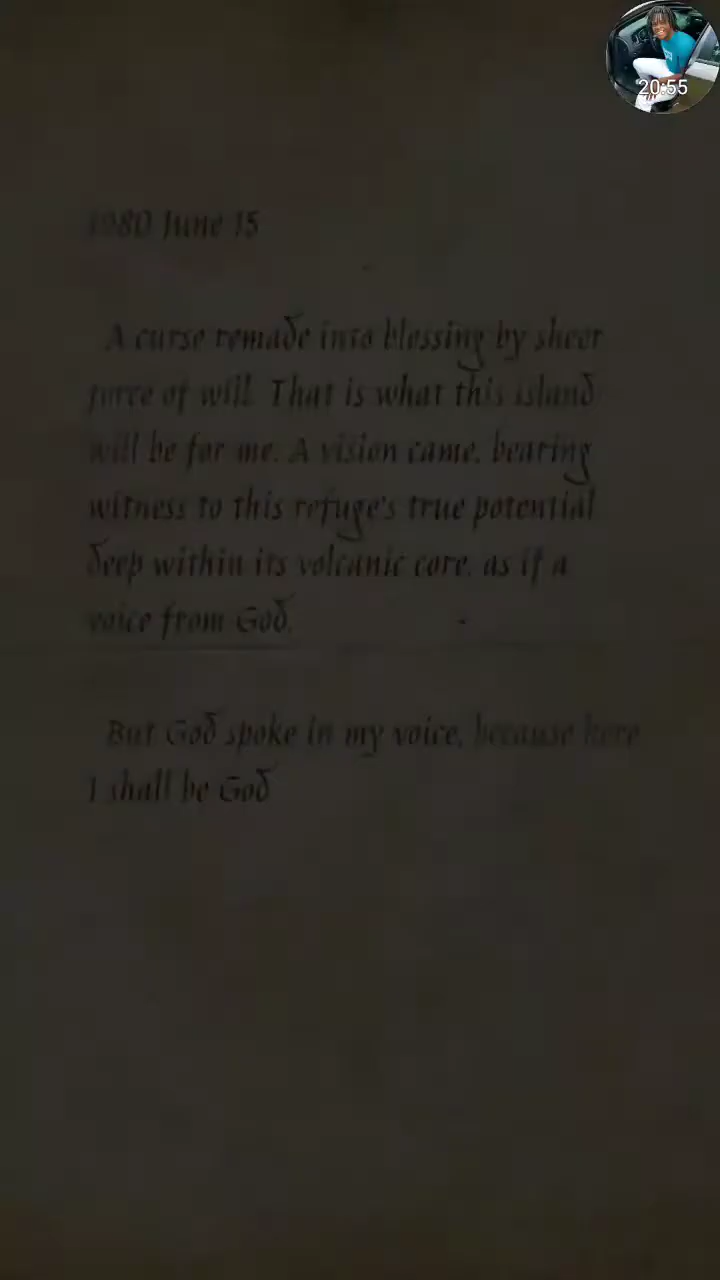 20:55
1980 June 15
A curse remade into blessing by sheer
force of will. That is what this island
will be for me. A vision came, bearing
witness to this refuge's true potential
deep within its volcanic core, as if a
voice from God.
But God spoke in my voice, because here
I shall be God